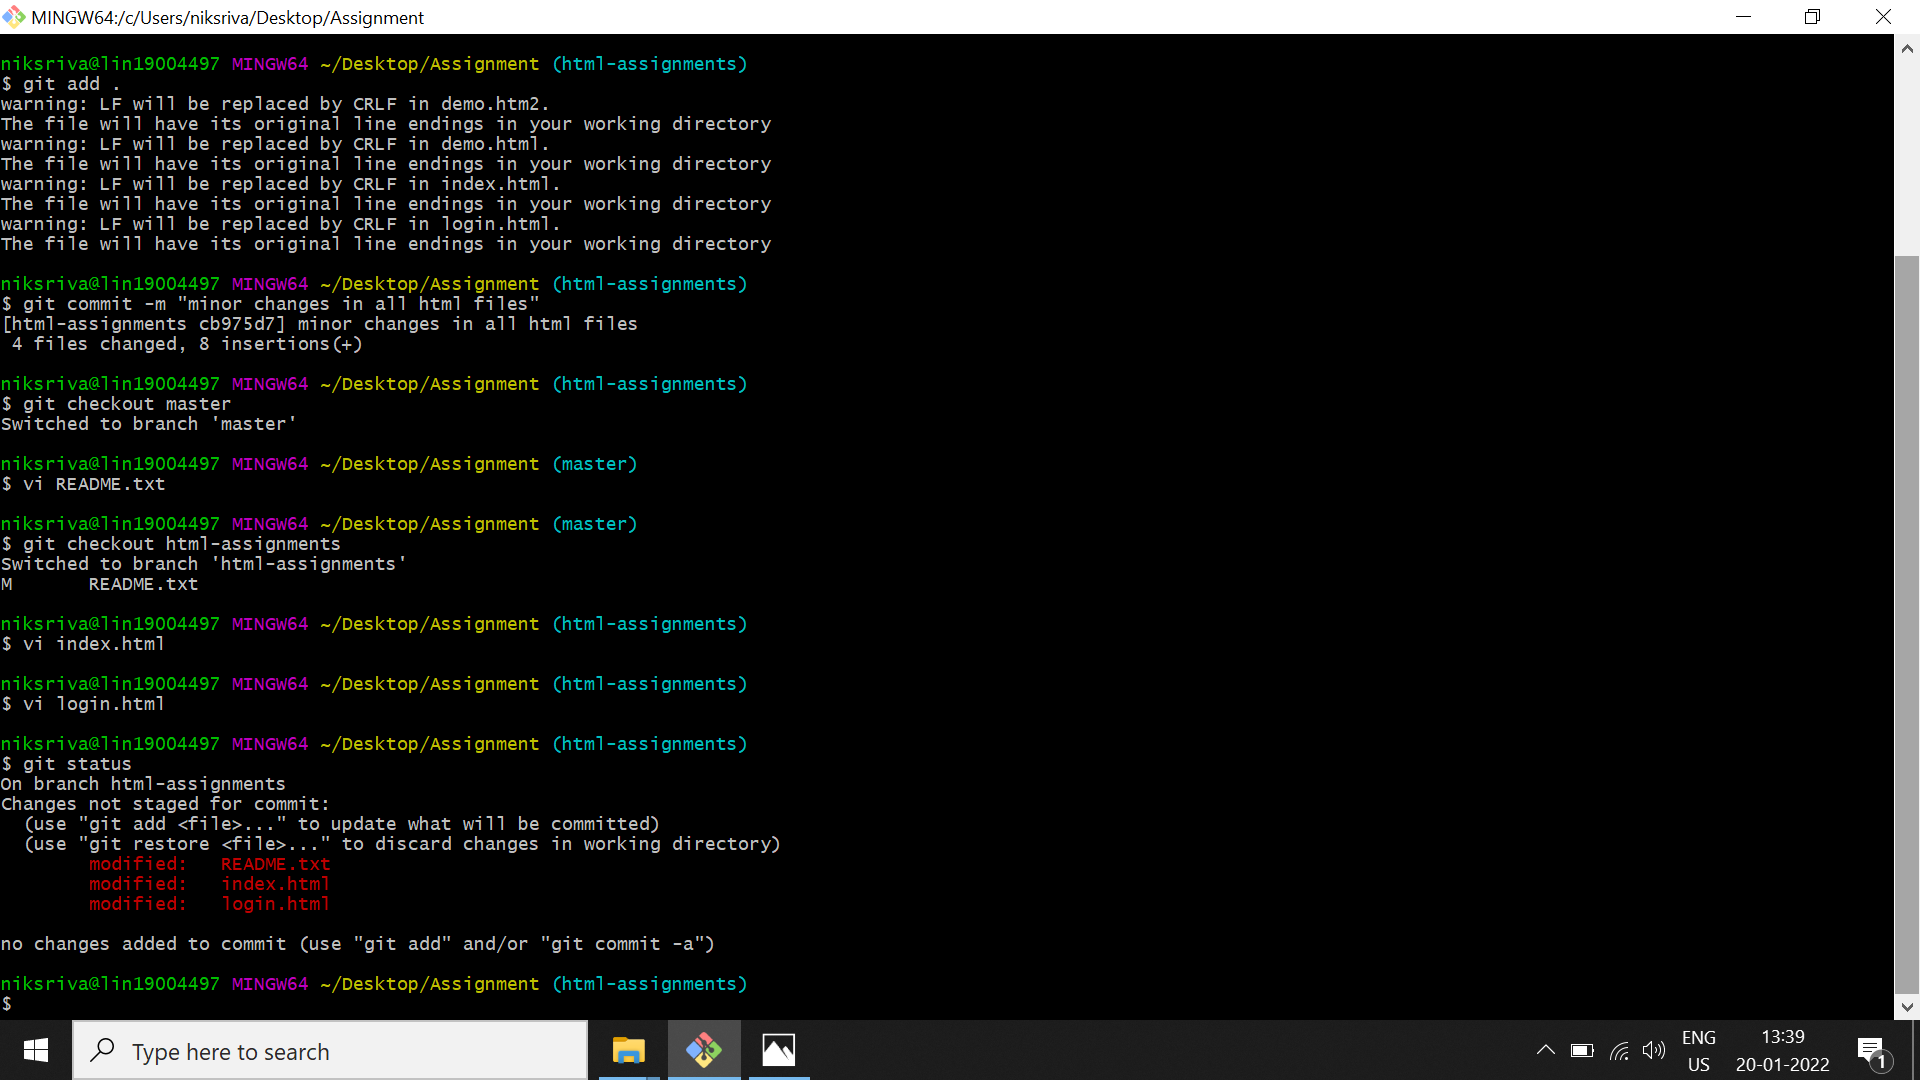 MINGW64:/c/Users/niksriva/Desktop/Assignment
niksriva@lin19004497 MINGW64 ~/Desktop/Assignment (html-assignments)
$ git add .
warning: LF will be replaced by CRLF in demo.htm2.
The file will have its original line endings in your working directory
warning: LF will be replaced by CRLF in demo.html.
The file will have its original line endings in your working directory
warning: LF will be replaced by CRLF in index.html.
The file will have its original line endings in your working directory
warning: LF will be replaced by CRLF in login.html.
The file will have its original line endings in your working directory
niksriva@lin19004497 MINGW64 ~/Desktop/Assignment (html-assignments)
$ git commit -m "minor changes in all html files"
[html-assignments cb975d7] minor changes in all html files
 4 files changed, 8 insertions(+)
niksriva@lin19004497 MINGW64 ~/Desktop/Assignment (html-assignments)
$ git checkout master
Switched to branch 'master'
niksriva@lin19004497 MINGW64 ~/Desktop/Assignment (master)
$ vi README.txt
niksriva@lin19004497 MINGW64 ~/Desktop/Assignment (master)
$ git checkout html-assignments
Switched to branch 'html-assignments'
M       README.txt
niksriva@lin19004497 MINGW64 ~/Desktop/Assignment (html-assignments)
$ vi index.html
niksriva@lin19004497 MINGW64 ~/Desktop/Assignment (html-assignments)
$ vi login.html
niksriva@lin19004497 MINGW64 ~/Desktop/Assignment (html-assignments)
$ git status
On branch html-assignments
Changes not staged for commit:
  (use "git add <file>..." to update what will be committed)
  (use "git restore <file>..." to discard changes in working directory)
        modified:   README.txt
        modified:   index.html
        modified:   login.html
no changes added to commit (use "git add" and/or "git commit -a")
niksriva@lin19004497 MINGW64 ~/Desktop/Assignment (html-assignments)
$
Type here to search
ENG
US
13:39
20-01-2022
1